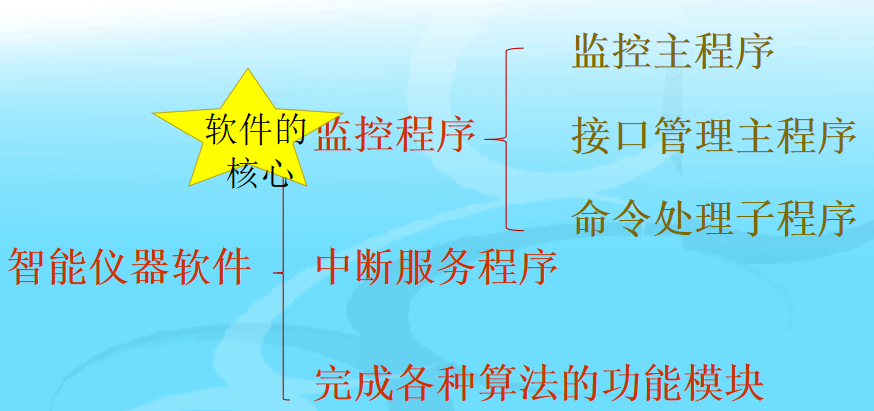 监控主程序
软件的
核心
监控程序
接口管理主程序
命令处理子程序
智能仪器软件
中断服务程序
完成各种算法的功能模块